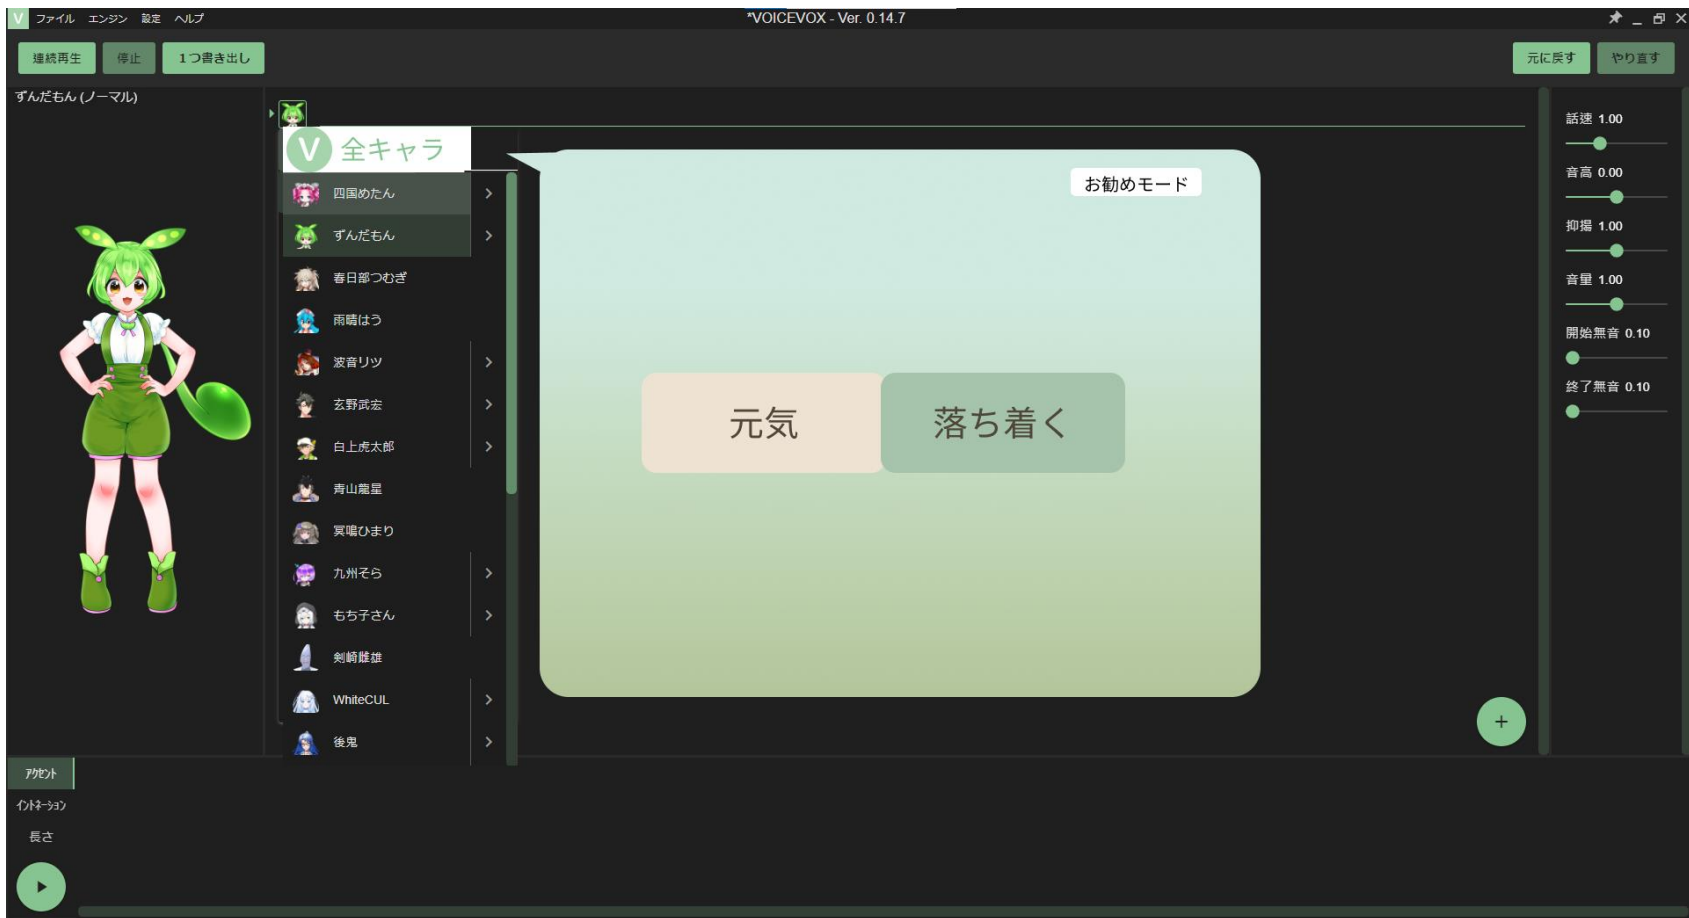 V ファイル エンジン 設定 ヘルプ *VOICEVOX - Ver. 0.14.7
連続再生 停止 1つ書き出し 元に戻す やり直す
ずんだもん (ノーマル)
V 全キャラ
四国めたん
ずんだもん
春日部つむぎ
雨晴はう
波音リツ
玄野武宏
白上虎太郎
青山龍星
冥鳴ひまり
九州そら
もち子さん
剣崎雌雄
WhiteCUL
後鬼
お勧めモード
元気 落ち着く
話速 1.00
音高 0.00
抑揚 1.00
音量 1.00
開始無音 0.10
終了無音 0.10
アクセント
イントネーション
長さ